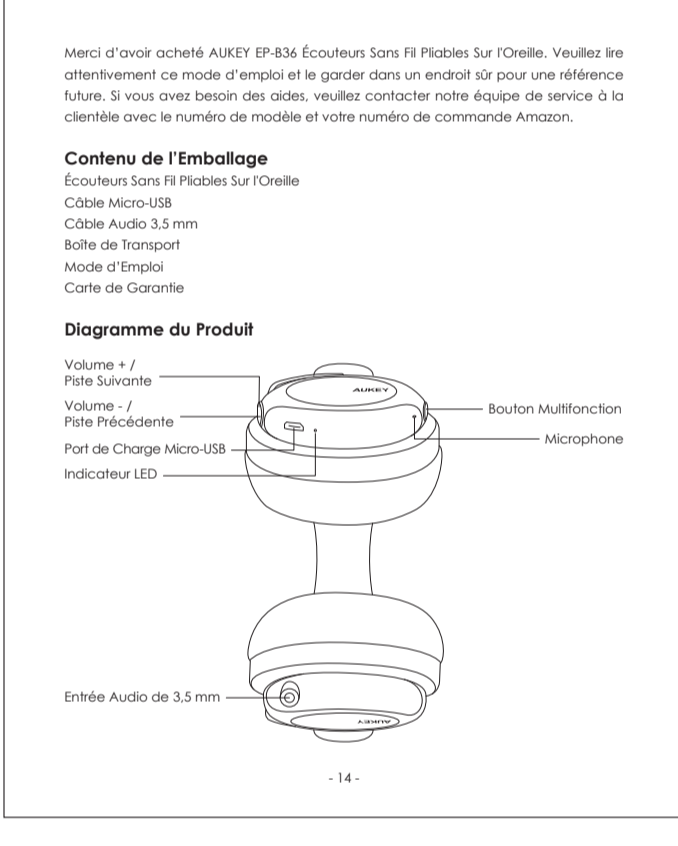 Merci d'avoir acheté AUKEY EP-B36 Écouteurs Sans Fil Pliables Sur l'Oreille. Veuillez lire
attentivement ce mode d'emploi et le garder dans un endroit sûr pour une référence
future. Si vous avez besoin des aides, veuillez contacter notre équipe de service à la
clientèle avec le numéro de modèle et votre numéro de commande Amazon.
Contenu de l'Emballage
Écouteurs Sans Fil Pliables Sur l'Oreille
Câble Micro-USB
Câble Audio 3,5 mm
Boîte de Transport
Mode d'Emploi
Carte de Garantie
Diagramme du Produit
Volume + /
Piste Suivante
Volume - /
Piste Précédente
Port de Charge Micro-USB
Indicateur LED
AUKEY
Bouton Multifonction
Microphone
Entrée Audio de 3,5 mm
AUKEY
- 14 -